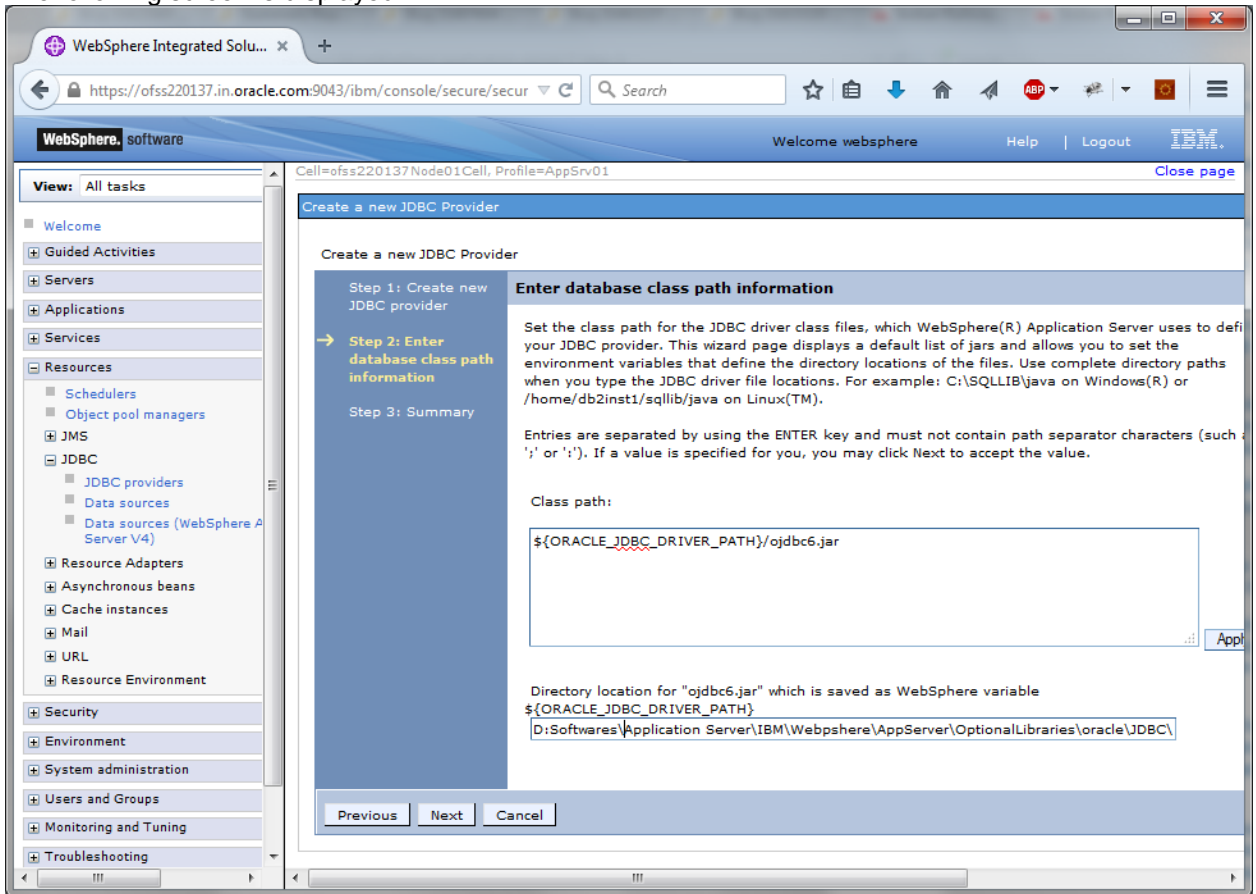 WebSphere Integrated Solu...
https://ofss220137.in.oracle.com:9043/ibm/console/secure/secur
Search
ABP
WebSphere. software
Welcome websphere
Help | Logout
IBM.
View: All tasks
Welcome
Guided Activities
Servers
Applications
Services
Resources
Schedulers
Object pool managers
JMS
JDBC
JDBC providers
Data sources
Data sources (WebSphere A
Server V4)
Resource Adapters
Asynchronous beans
Cache instances
Mail
URL
Resource Environment
Security
Environment
System administration
Users and Groups
Monitoring and Tuning
Troubleshooting
Cell=ofss220137Node01Cell, Profile=AppSrv01
Close page
Create a new JDBC Provider
Create a new JDBC Provider
Step 1: Create new
JDBC provider
Step 2: Enter
database class path
information
Step 3: Summary
Enter database class path information
Set the class path for the JDBC driver class files, which WebSphere(R) Application Server uses to defi
your JDBC provider. This wizard page displays a default list of jars and allows you to set the
environment variables that define the directory locations of the files. Use complete directory paths
when you type the JDBC driver file locations. For example: C:\SQLLIB\java on Windows(R) or
/home/db2inst1/sqllib/java on Linux(TM).
Entries are separated by using the ENTER key and must not contain path separator characters (such a
';' or ':'). If a value is specified for you, you may click Next to accept the value.
Class path:
${ORACLE_JDBC_DRIVER_PATH}/ojdbc6.jar
Appl
Directory location for "ojdbc6.jar" which is saved as WebSphere variable
${ORACLE_JDBC_DRIVER_PATH}
D:Softwares\Application Server\IBM\Webpshere\AppServer\OptionalLibraries\oracle\JDBC\
Previous
Next
Cancel